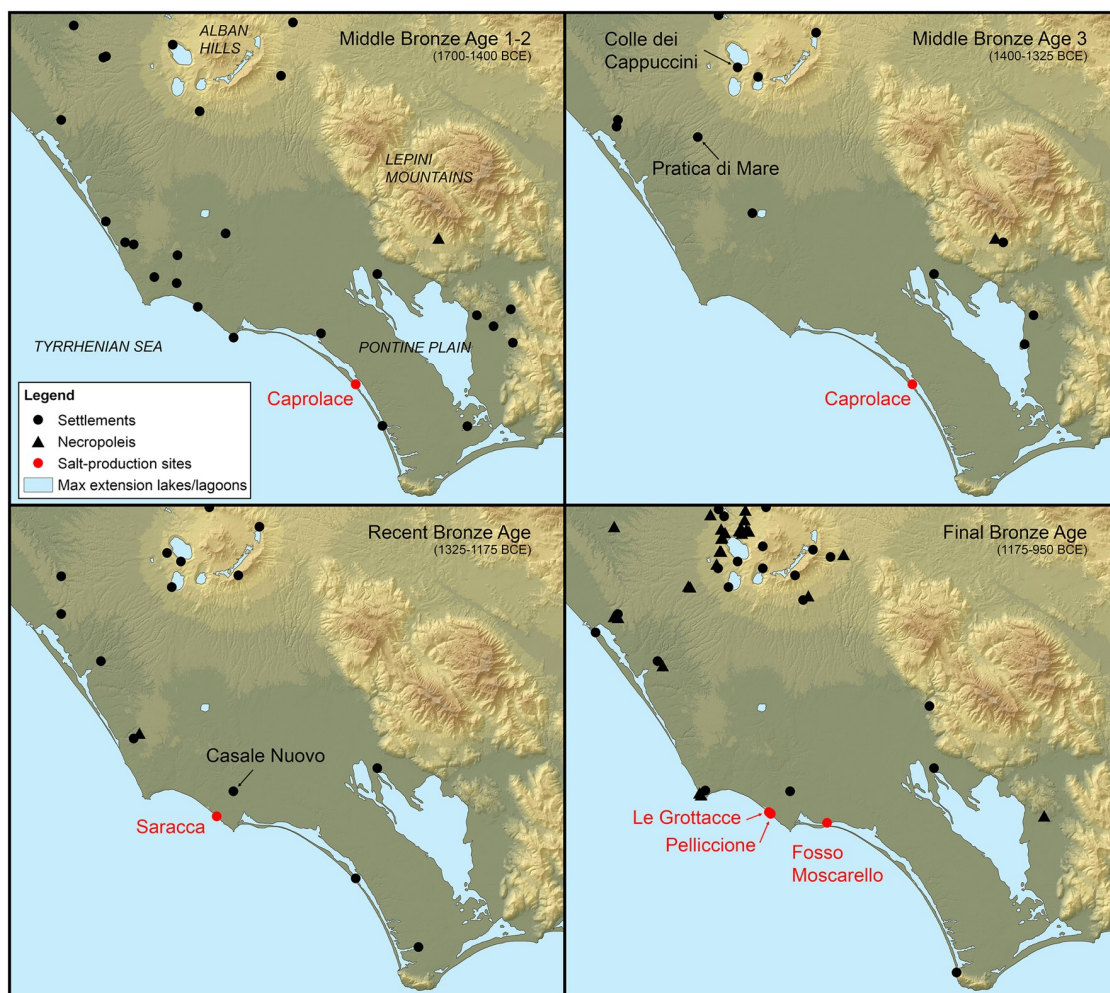 ALBAN
HILLS
Middle Bronze Age 1-2
(1700-1400 BCE)
LEPINI
MOUNTAINS
TYRRHENIAN SEA
PONTINE PLAIN
Caprolace
Legend
Settlements
Necropoleis
Salt-production sites
Max extension lakes/lagoons
Middle Bronze Age 3
(1400-1325 BCE)
Colle dei
Cappuccini
Pratica di Mare
Caprolace
Recent Bronze Age
(1325-1175 BCE)
Casale Nuovo
Saracca
Final Bronze Age
(1175-950 BCE)
Le Grottacce
Pelliccione
Fosso
Moscarello